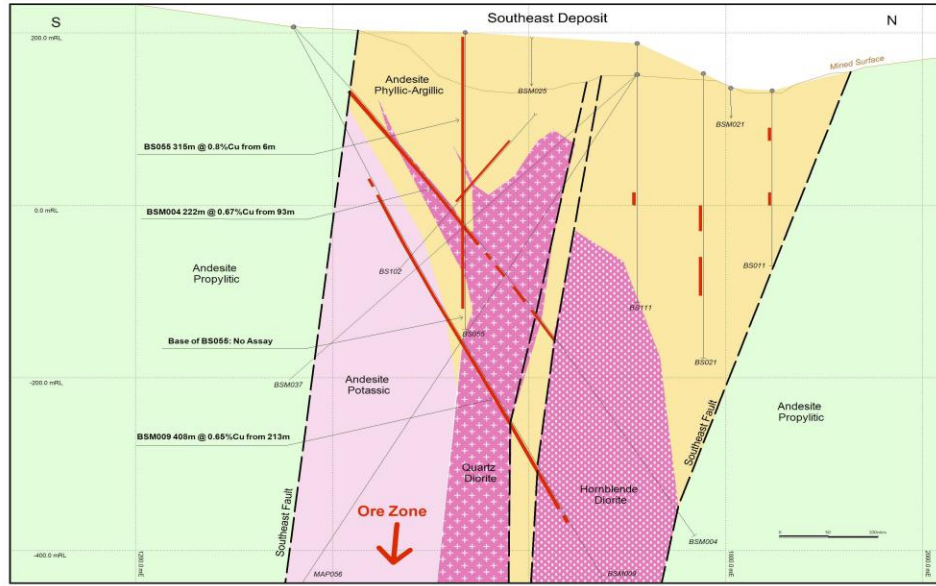 Southeast Deposit
S
N
200.0 mRL
Mined Surface
Andesite
Phyllic-Argillic
BSM025
BSM021
BS055 315m @ 0.8%Cu from 6m
0.0 mRL
BSM004 222m @ 0.67%Cu from 93m
Andesite
Propylitic
BS102
BS011
BS111
BS055
Base of BS055: No Assay
BS021
-200.0 mRL
BSM037
Andesite
Potassic
Andesite
Propylitic
Southeast Fault
BSM009 408m @ 0.65%Cu from 213m
Quartz
Diorite
Hornblende
Diorite
Southeast Fault
Ore Zone
0 50 100m
BSM004
-400.0 mRL
MAP056
BSM009